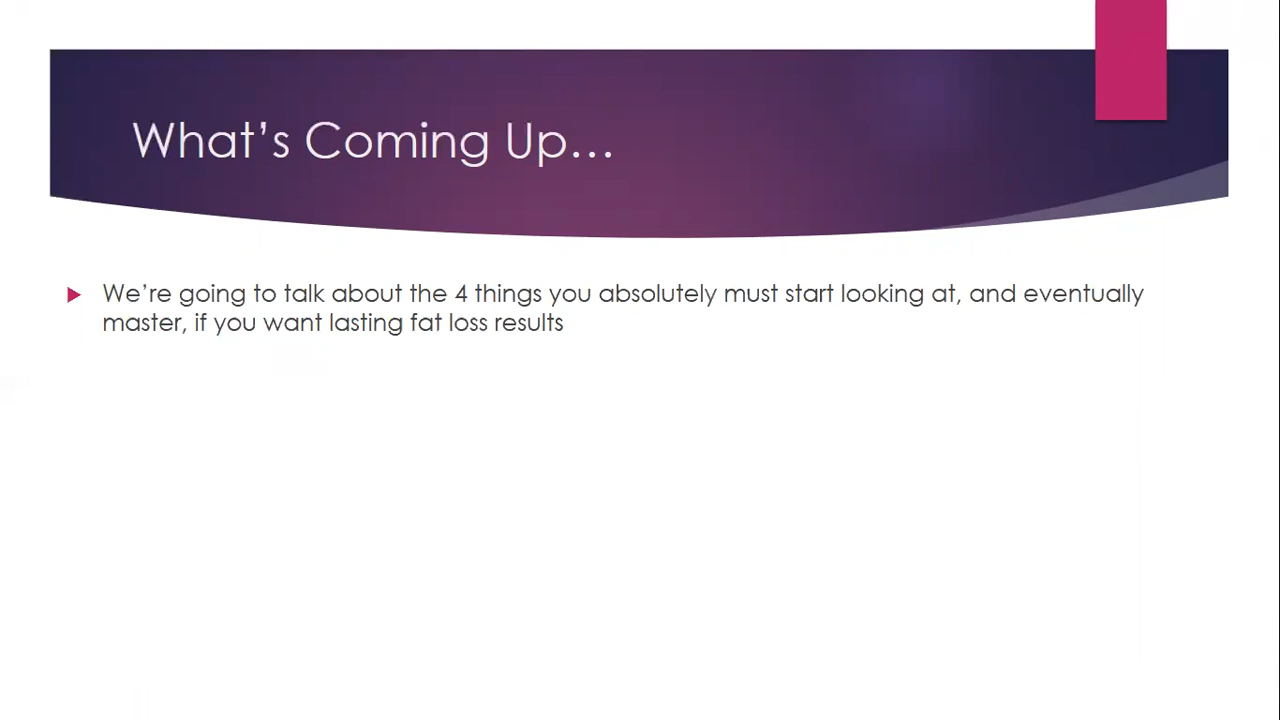 What’s Coming Up…
We’re going to talk about the 4 things you absolutely must start looking at, and eventually
master, if you want lasting fat loss results